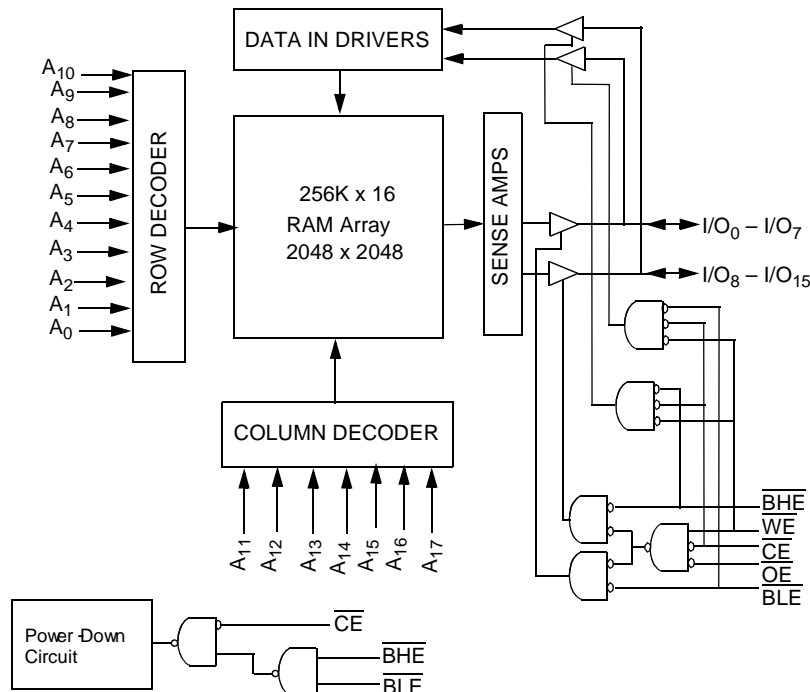 DATA IN DRIVERS
A10
A9
A8
A7
A6
A5
A4
A3
A2
A1
A0
ROW DECODER
256K x 16
RAM Array
2048 x 2048
SENSE AMPS
I/O0 – I/O7
I/O8 – I/O15
COLUMN DECODER
A11
A12
A13
A14
A15
A16
A17
BHE
WE
CE
OE
BLE
Power-Down
Circuit
CE
BHE
BLE